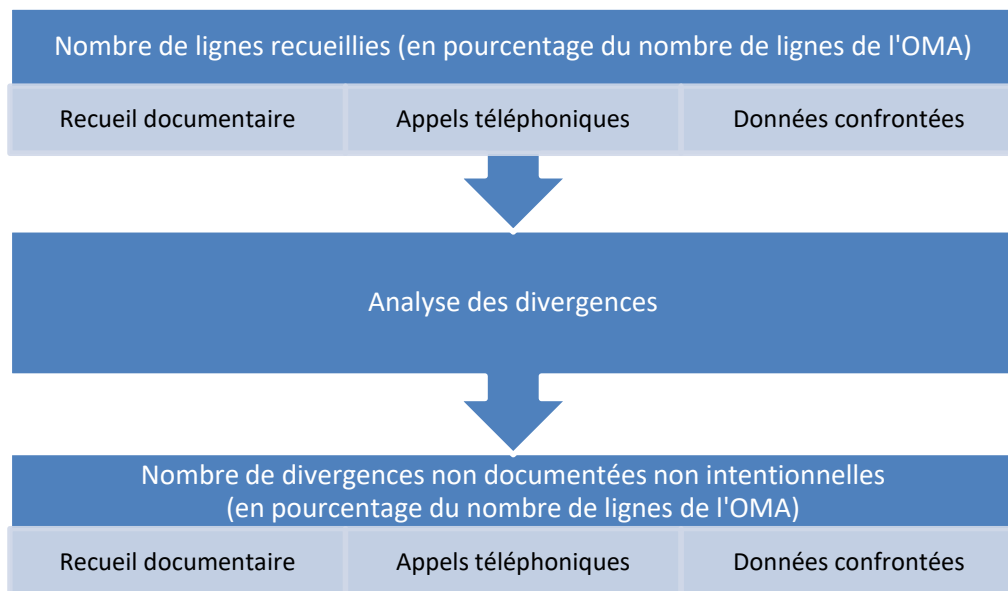 Nombre de lignes recueillies (en pourcentage du nombre de lignes de l'OMA)
Recueil documentaire
Appels téléphoniques
Données confrontées
Analyse des divergences
Nombre de divergences non documentées non intentionnelles
(en pourcentage du nombre de lignes de l'OMA)
Recueil documentaire
Appels téléphoniques
Données confrontées